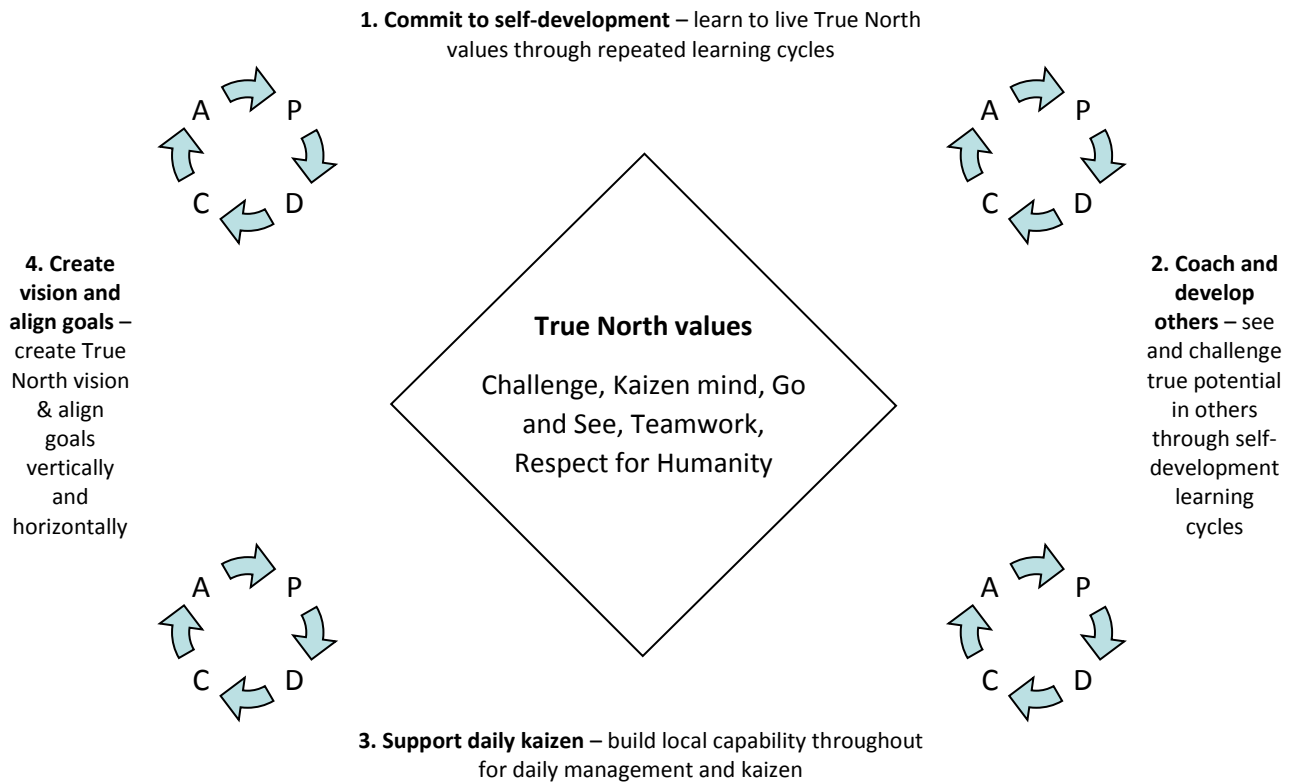 1. Commit to self-development – learn to live True North
values through repeated learning cycles
A
P
C
D
A
P
C
D
4. Create
vision and
align goals –
create True
North vision
& align
goals
vertically
and
horizontally
True North values
Challenge, Kaizen mind, Go
and See, Teamwork,
Respect for Humanity
2. Coach and
develop
others – see
and challenge
true potential
in others
through self-
development
learning
cycles
A
P
C
D
A
P
C
D
3. Support daily kaizen – build local capability throughout
for daily management and kaizen